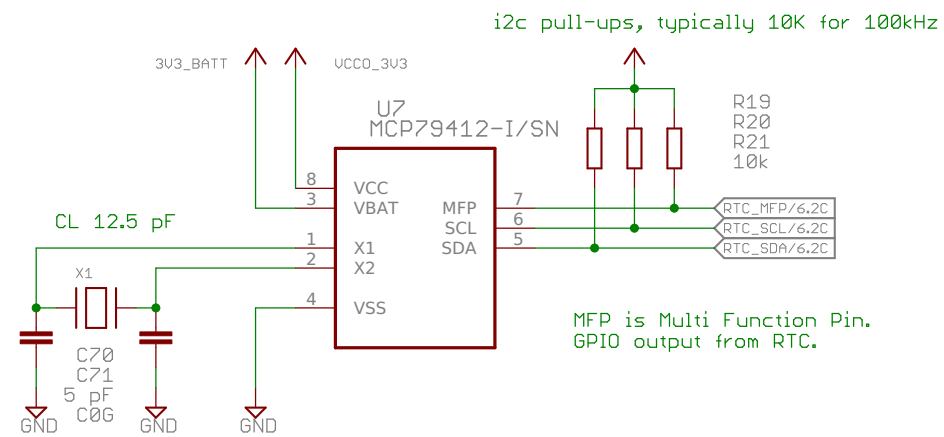 i2c pull-ups, typically 10K for 100kHz
3V3_BATT
VCCO_3V3
U7
MCP79412-I/SN
R19
R20
R21
10k
8 VCC
3 VBAT
MFP 7
RTC_MFP/6.2C
SCL 6
RTC_SCL/6.2C
SDA 5
RTC_SDA/6.2C
CL 12.5 pF
1 X1
2 X2
X1
4 VSS
MFP is Multi Function Pin.
GPIO output from RTC.
C70
C71
5 pF
C0G
GND
GND
GND